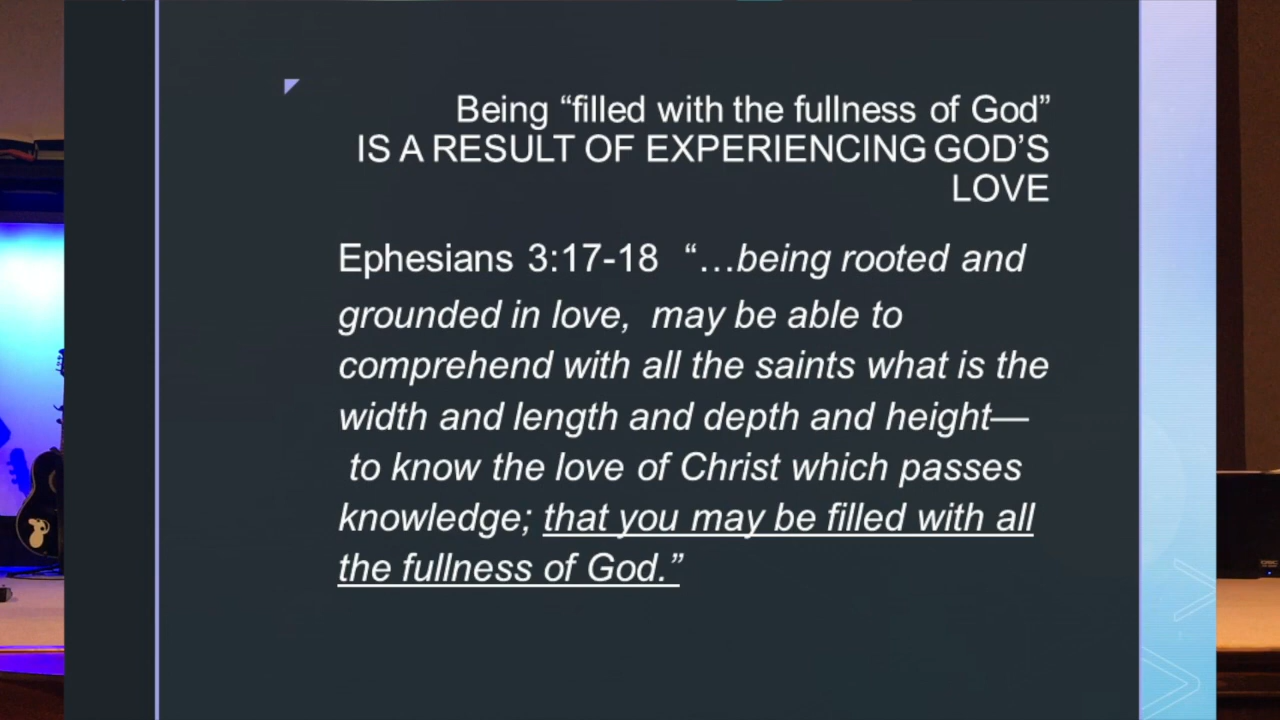 Being “filled with the fullness of God”
IS A RESULT OF EXPERIENCING GOD’S
LOVE
Ephesians 3:17-18 “…being rooted and
grounded in love, may be able to
comprehend with all the saints what is the
width and length and depth and height—
to know the love of Christ which passes
knowledge; that you may be filled with all
the fullness of God.”